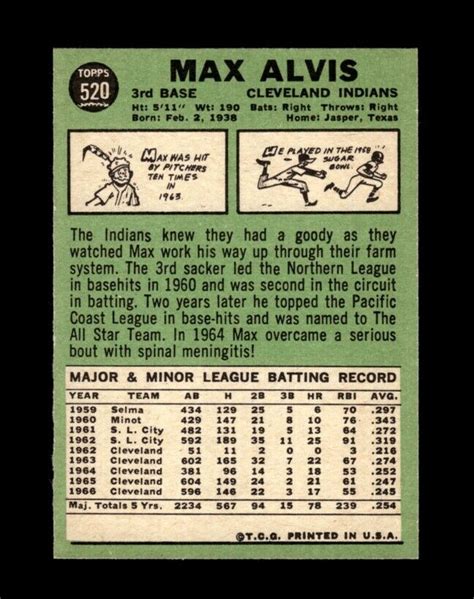 TOPPS
520
MAX ALVIS
3rd BASE CLEVELAND INDIANS
Ht: 5'11" Wt: 190 Bats: Right Throws: Right
Born: Feb. 2, 1938 Home: Jasper, Texas
MAX WAS HIT
BY PITCHERS
TEN TIMES
IN
1963.
HE PLAYED IN THE 1958
SUGAR
BOWL.
The Indians knew they had a goody as they
watched Max work his way up through their farm
system. The 3rd sacker led the Northern League
in basehits in 1960 and was second in the circuit
in batting. Two years later he topped the Pacific
Coast League in base-hits and was named to The
All Star Team. In 1964 Max overcame a serious
bout with spinal meningitis!
MAJOR & MINOR LEAGUE BATTING RECORD
YEAR TEAM AB H 2B 3B HR RBI AVG.
1959 Selma 434 129 25 5 6 70 .297
1960 Minot 429 147 21 8 10 76 .343
1961 S. L. City 482 131 19 5 14 64 .272
1962 S. L. City 592 189 35 11 25 91 .319
1962 Cleveland 51 11 2 0 0 3 .216
1963 Cleveland 602 165 32 7 22 67 .274
1964 Cleveland 381 96 14 3 18 53 .252
1965 Cleveland 604 149 24 2 21 61 .247
1966 Cleveland 596 146 22 3 17 55 .245
Maj. Totals 5 Yrs. 2234 567 94 15 78 239 .254
©T.C.G. PRINTED IN U.S.A.